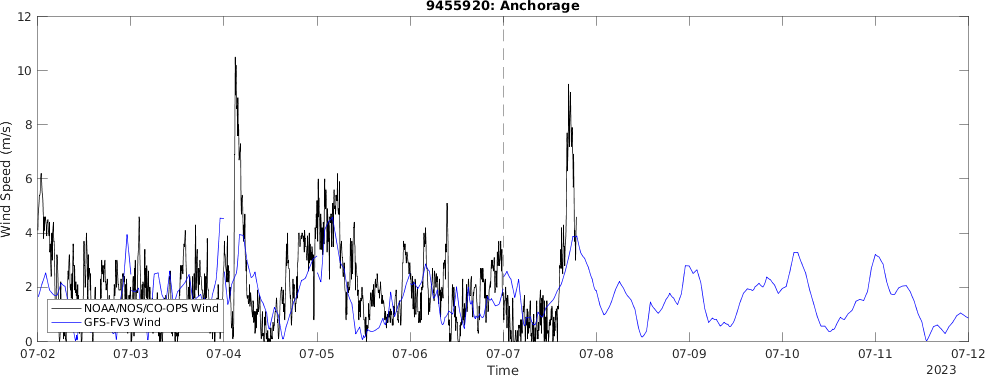 9455920: Anchorage
12
10
8
6
4
2
0
Wind Speed (m/s)
NOAA/NOS/CO-OPS Wind
GFS-FV3 Wind
07-02 07-03 07-04 07-05 07-06 07-07 07-08 07-09 07-10 07-11 07-12
Time
2023